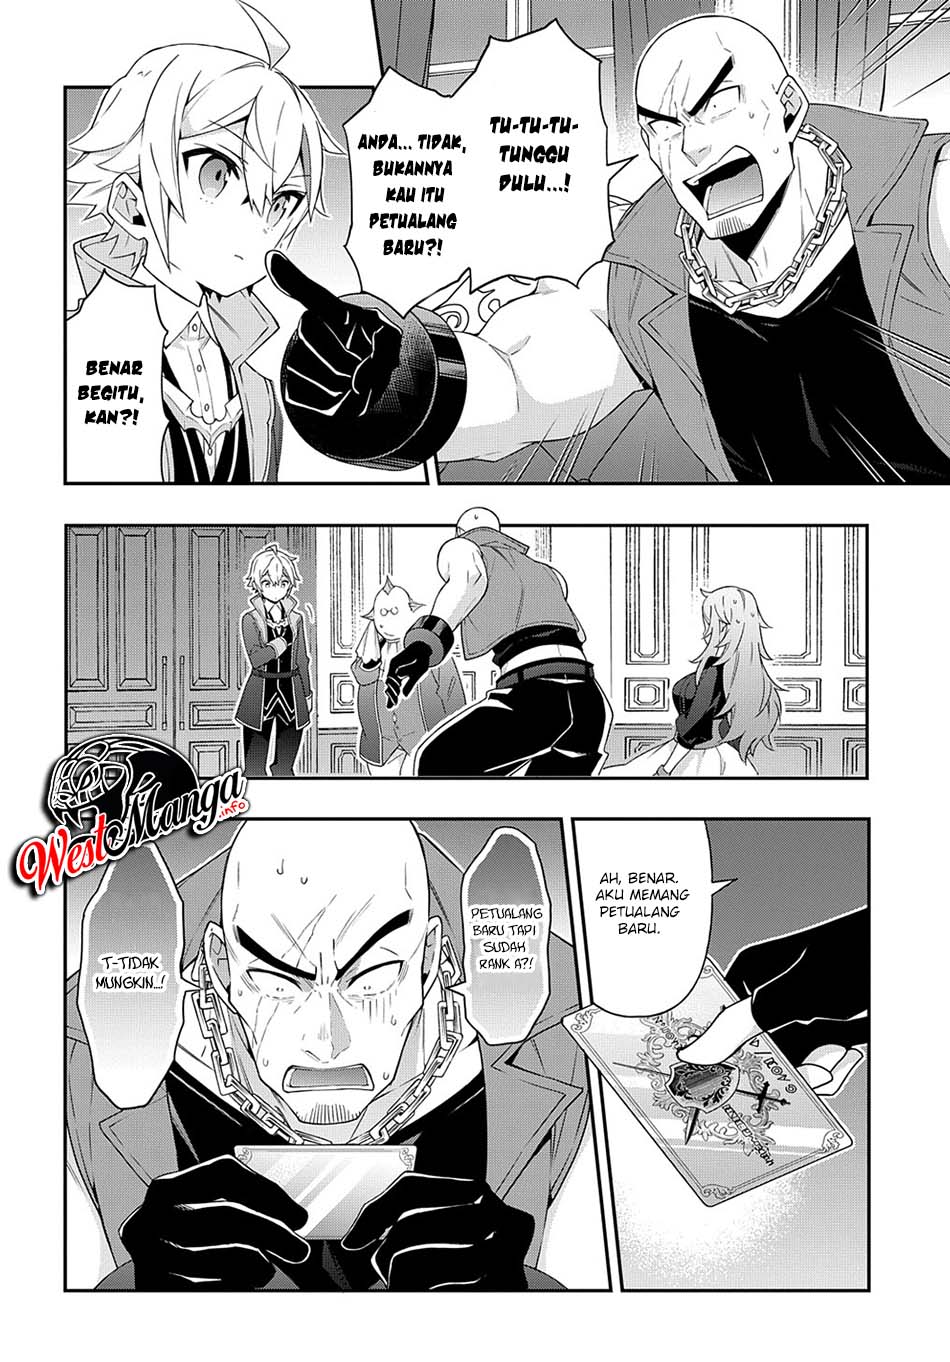 TU-TU-TU-
TUNGGU
DULU...!
ANDA... TIDAK,
BUKANNYA
KAU ITU
PETUALANG
BARU?!
BENAR
BEGITU,
KAN?!
WestManga
.info
AH, BENAR.
AKU MEMANG
PETUALANG
BARU.
PETUALANG
BARU TAPI
SUDAH
RANK A?!
T-TIDAK
MUNGKIN...!